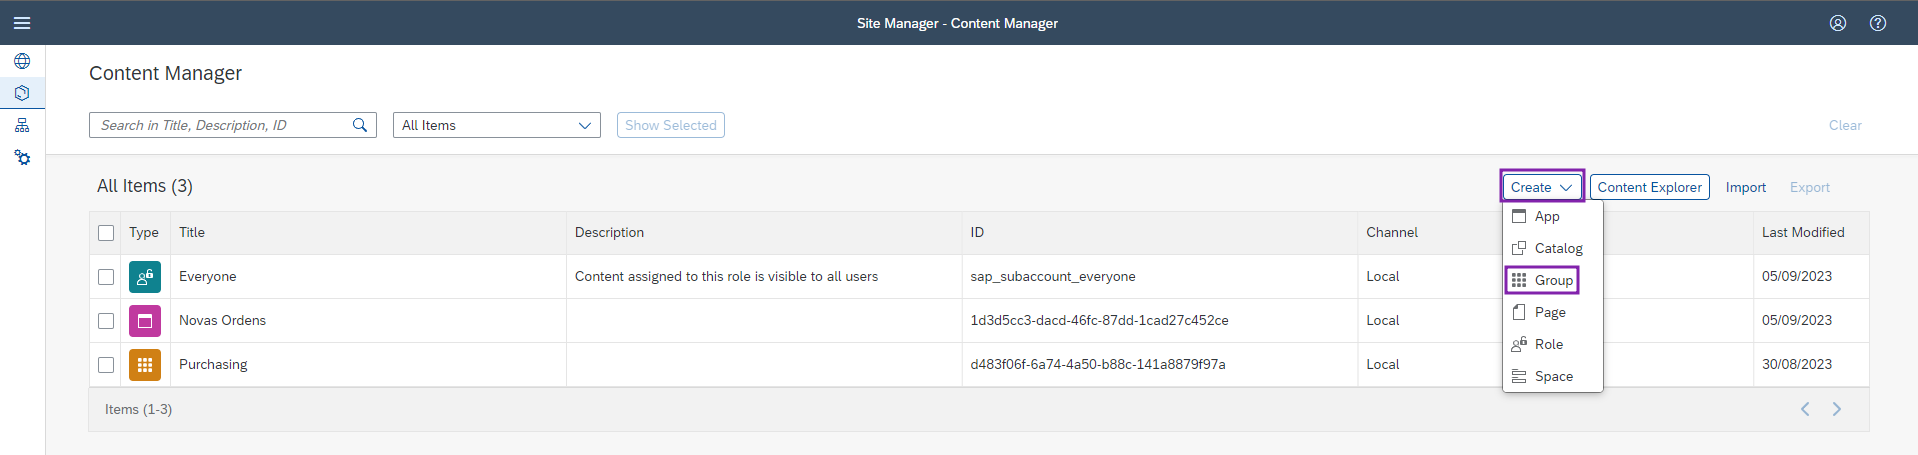 Site Manager - Content Manager
Content Manager
Search in Title, Description, ID
All Items
Show Selected
Clear
All Items (3)
Create
Content Explorer
Import
Export
Type
Title
Description
ID
Channel
Last Modified
Everyone
Content assigned to this role is visible to all users
sap_subaccount_everyone
Local
05/09/2023
Novas Ordens
1d3d5cc3-dacd-46fc-87dd-1cad27c452ce
Local
05/09/2023
Purchasing
d483f06f-6a74-4a50-b88c-141a8879f97a
Local
30/08/2023
App
Catalog
Group
Page
Role
Space
Items (1-3)